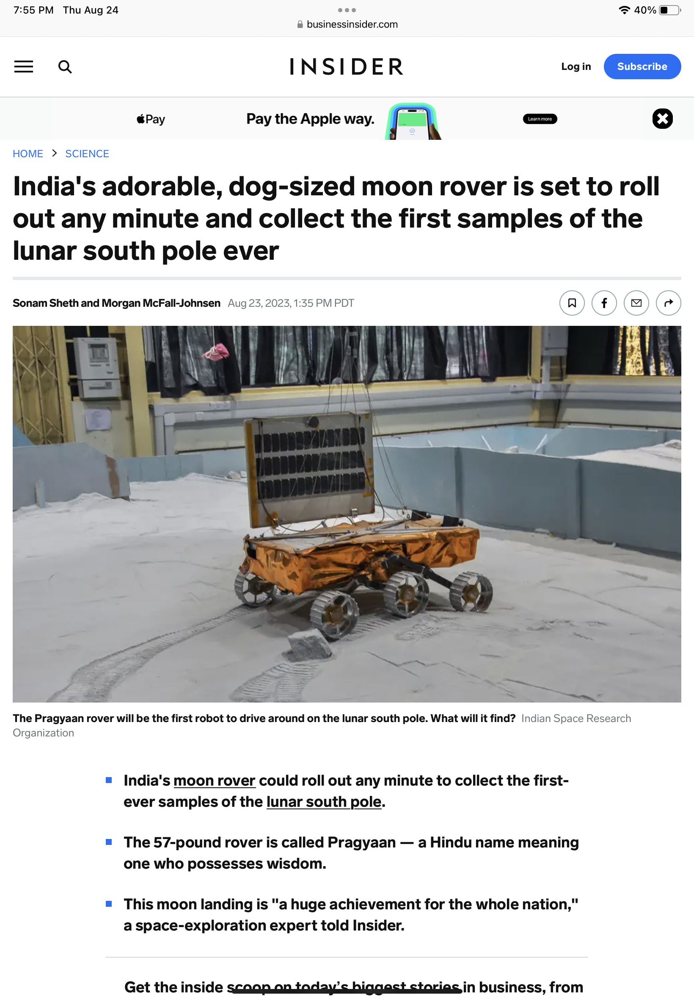 7:55 PM Thu Aug 24
40%
businessinsider.com
INSIDER
Log in
Subscribe
Pay
Pay the Apple way.
Learn more
HOME > SCIENCE
India's adorable, dog-sized moon rover is set to roll
out any minute and collect the first samples of the
lunar south pole ever
Sonam Sheth and Morgan McFall-Johnsen Aug 23, 2023, 1:35 PM PDT
The Pragyaan rover will be the first robot to drive around on the lunar south pole. What will it find? Indian Space Research
Organization
India's moon rover could roll out any minute to collect the first-
ever samples of the lunar south pole.
The 57-pound rover is called Pragyaan — a Hindu name meaning
one who possesses wisdom.
This moon landing is "a huge achievement for the whole nation,"
a space-exploration expert told Insider.
Get the inside scoop on today’s biggest stories in business, from